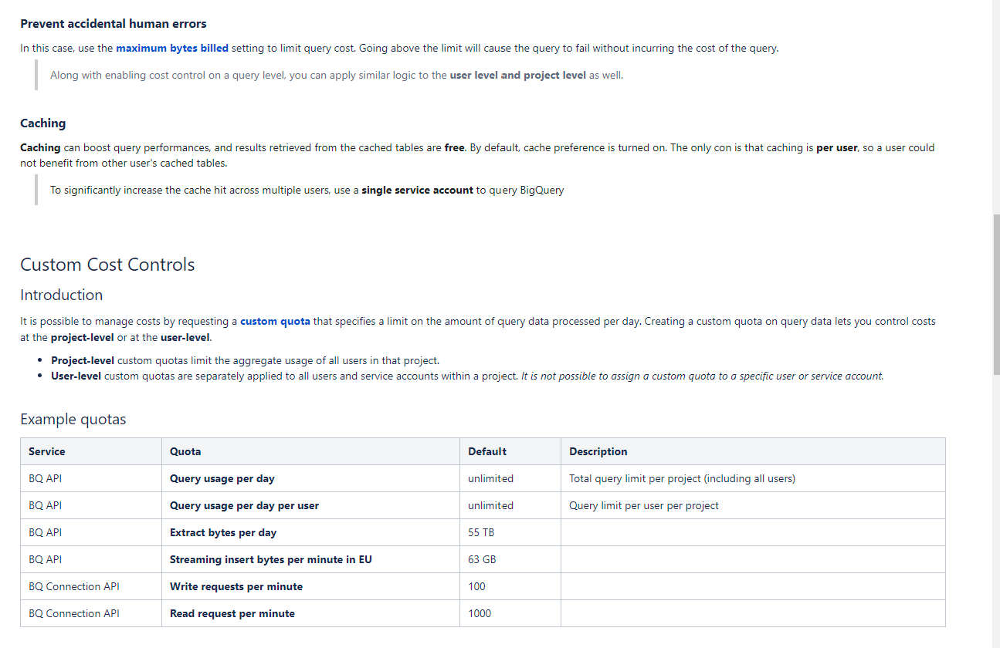 Prevent accidental human errors
In this case, use the maximum bytes billed setting to limit query cost. Going above the limit will cause the query to fail without incurring the cost of the query.
Along with enabling cost control on a query level, you can apply similar logic to the user level and project level as well.
Caching
Caching can boost query performances, and results retrieved from the cached tables are free. By default, cache preference is turned on. The only con is that caching is per user, so a user could
not benefit from other user's cached tables.
To significantly increase the cache hit across multiple users, use a single service account to query BigQuery
Custom Cost Controls
Introduction
It is possible to manage costs by requesting a custom quota that specifies a limit on the amount of query data processed per day. Creating a custom quota on query data lets you control costs
at the project-level or at the user-level.
• Project-level custom quotas limit the aggregate usage of all users in that project.
• User-level custom quotas are separately applied to all users and service accounts within a project. It is not possible to assign a custom quota to a specific user or service account.
Example quotas
Service Quota Default Description
BQ API Query usage per day unlimited Total query limit per project (including all users)
BQ API Query usage per day per user unlimited Query limit per user per project
BQ API Extract bytes per day 55 TB
BQ API Streaming insert bytes per minute in EU 63 GB
BQ Connection API Write requests per minute 100
BQ Connection API Read request per minute 1000